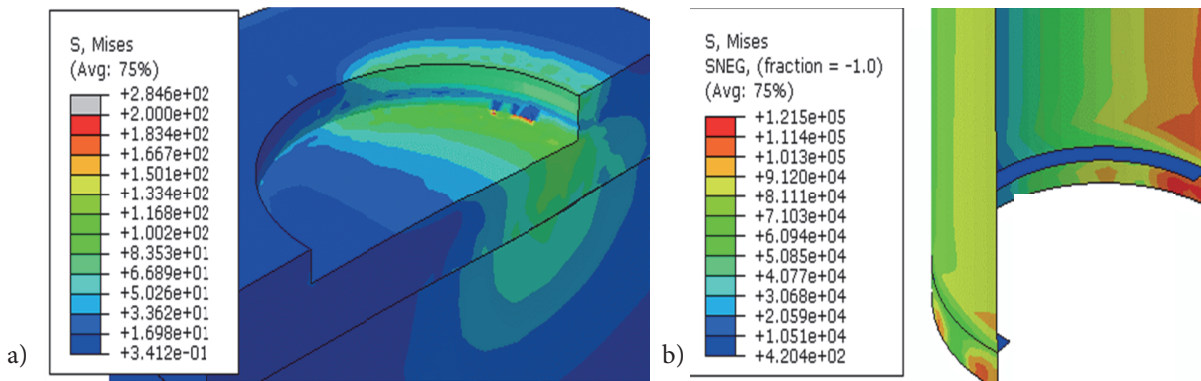 S, Mises
(Avg: 75%)
+2.846e+02
+2.000e+02
+1.834e+02
+1.667e+02
+1.501e+02
+1.334e+02
+1.168e+02
+1.002e+02
+8.353e+01
+6.689e+01
+5.026e+01
+3.362e+01
+1.698e+01
+3.412e-01
a)
S, Mises
SNEG, (fraction = -1.0)
(Avg: 75%)
+1.215e+05
+1.114e+05
+1.013e+05
+9.120e+04
+8.111e+04
+7.103e+04
+6.094e+04
+5.085e+04
+4.077e+04
+3.068e+04
+2.059e+04
+1.051e+04
+4.204e+02
b)